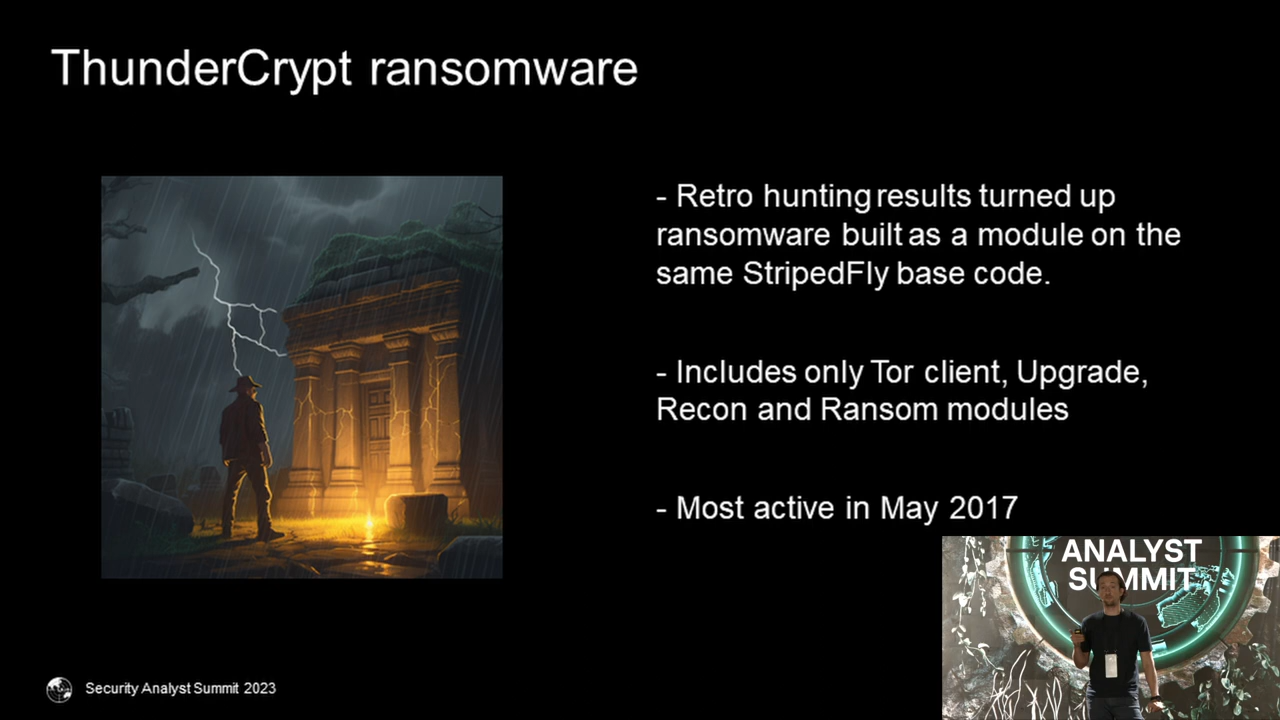 ThunderCrypt ransomware
- Retro hunting results turned up
ransomware built as a module on the
same StripedFly base code.
- Includes only Tor client, Upgrade,
Recon and Ransom modules
- Most active in May 2017
ANALYST
SUMMIT
Security Analyst Summit 2023